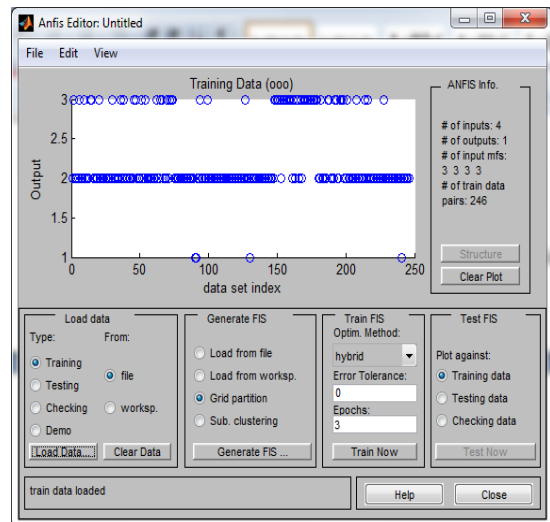 Anfis Editor: Untitled
File Edit View
Training Data (ooo)
Output
3
2.5
2
1.5
1
0 50 100 150 200 250
data set index
ANFIS Info.
# of inputs: 4
# of outputs: 1
# of input mfs:
3 3 3 3
# of train data
pairs: 246
Structure
Clear Plot
Load data
Type: From:
Training
Testing
Checking
Demo
file
worksp.
Load Data... Clear Data
Generate FIS
Load from file
Load from worksp.
Grid partition
Sub. clustering
Generate FIS ...
Train FIS
Optim. Method:
hybrid
Error Tolerance:
0
Epochs:
3
Train Now
Test FIS
Plot against:
Training data
Testing data
Checking data
Test Now
train data loaded
Help Close